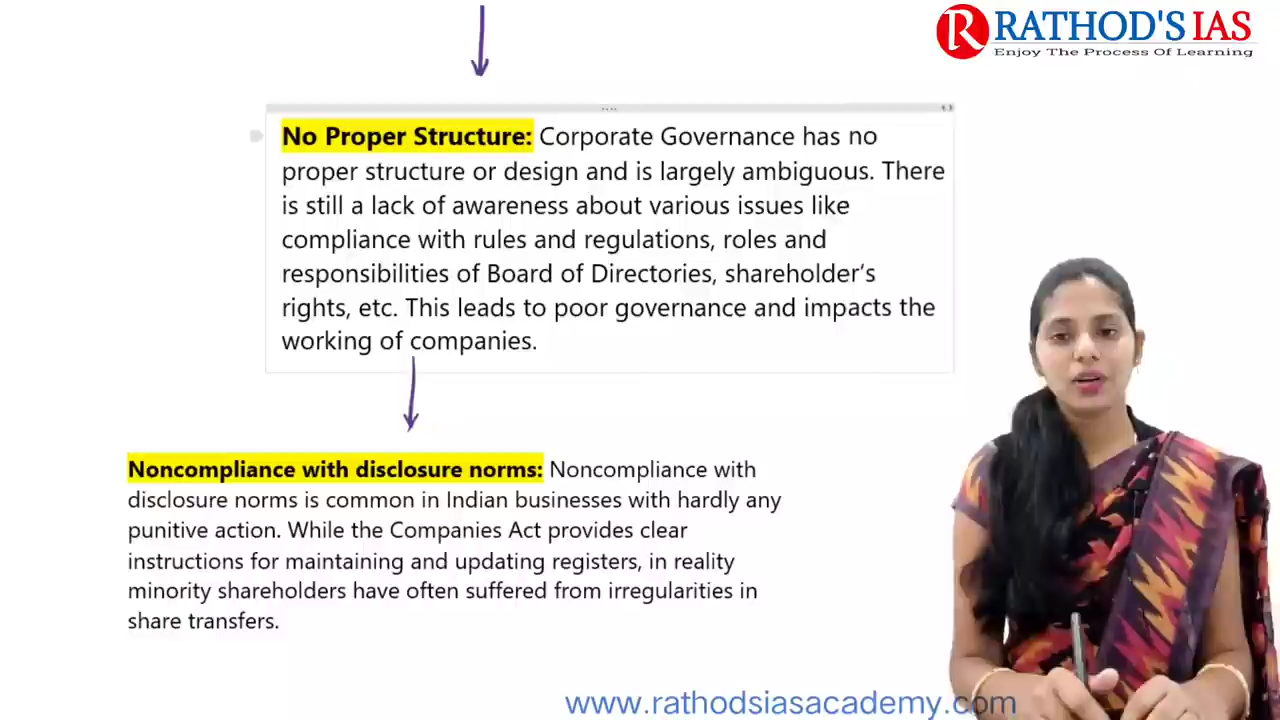 RATHOD'S IAS
Enjoy The Process Of Learning
No Proper Structure: Corporate Governance has no
proper structure or design and is largely ambiguous. There
is still a lack of awareness about various issues like
compliance with rules and regulations, roles and
responsibilities of Board of Directories, shareholder's
rights, etc. This leads to poor governance and impacts the
working of companies.
Noncompliance with disclosure norms: Noncompliance with
disclosure norms is common in Indian businesses with hardly any
punitive action. While the Companies Act provides clear
instructions for maintaining and updating registers, in reality
minority shareholders have often suffered from irregularities in
share transfers.
www.rathodsiasacademy.com